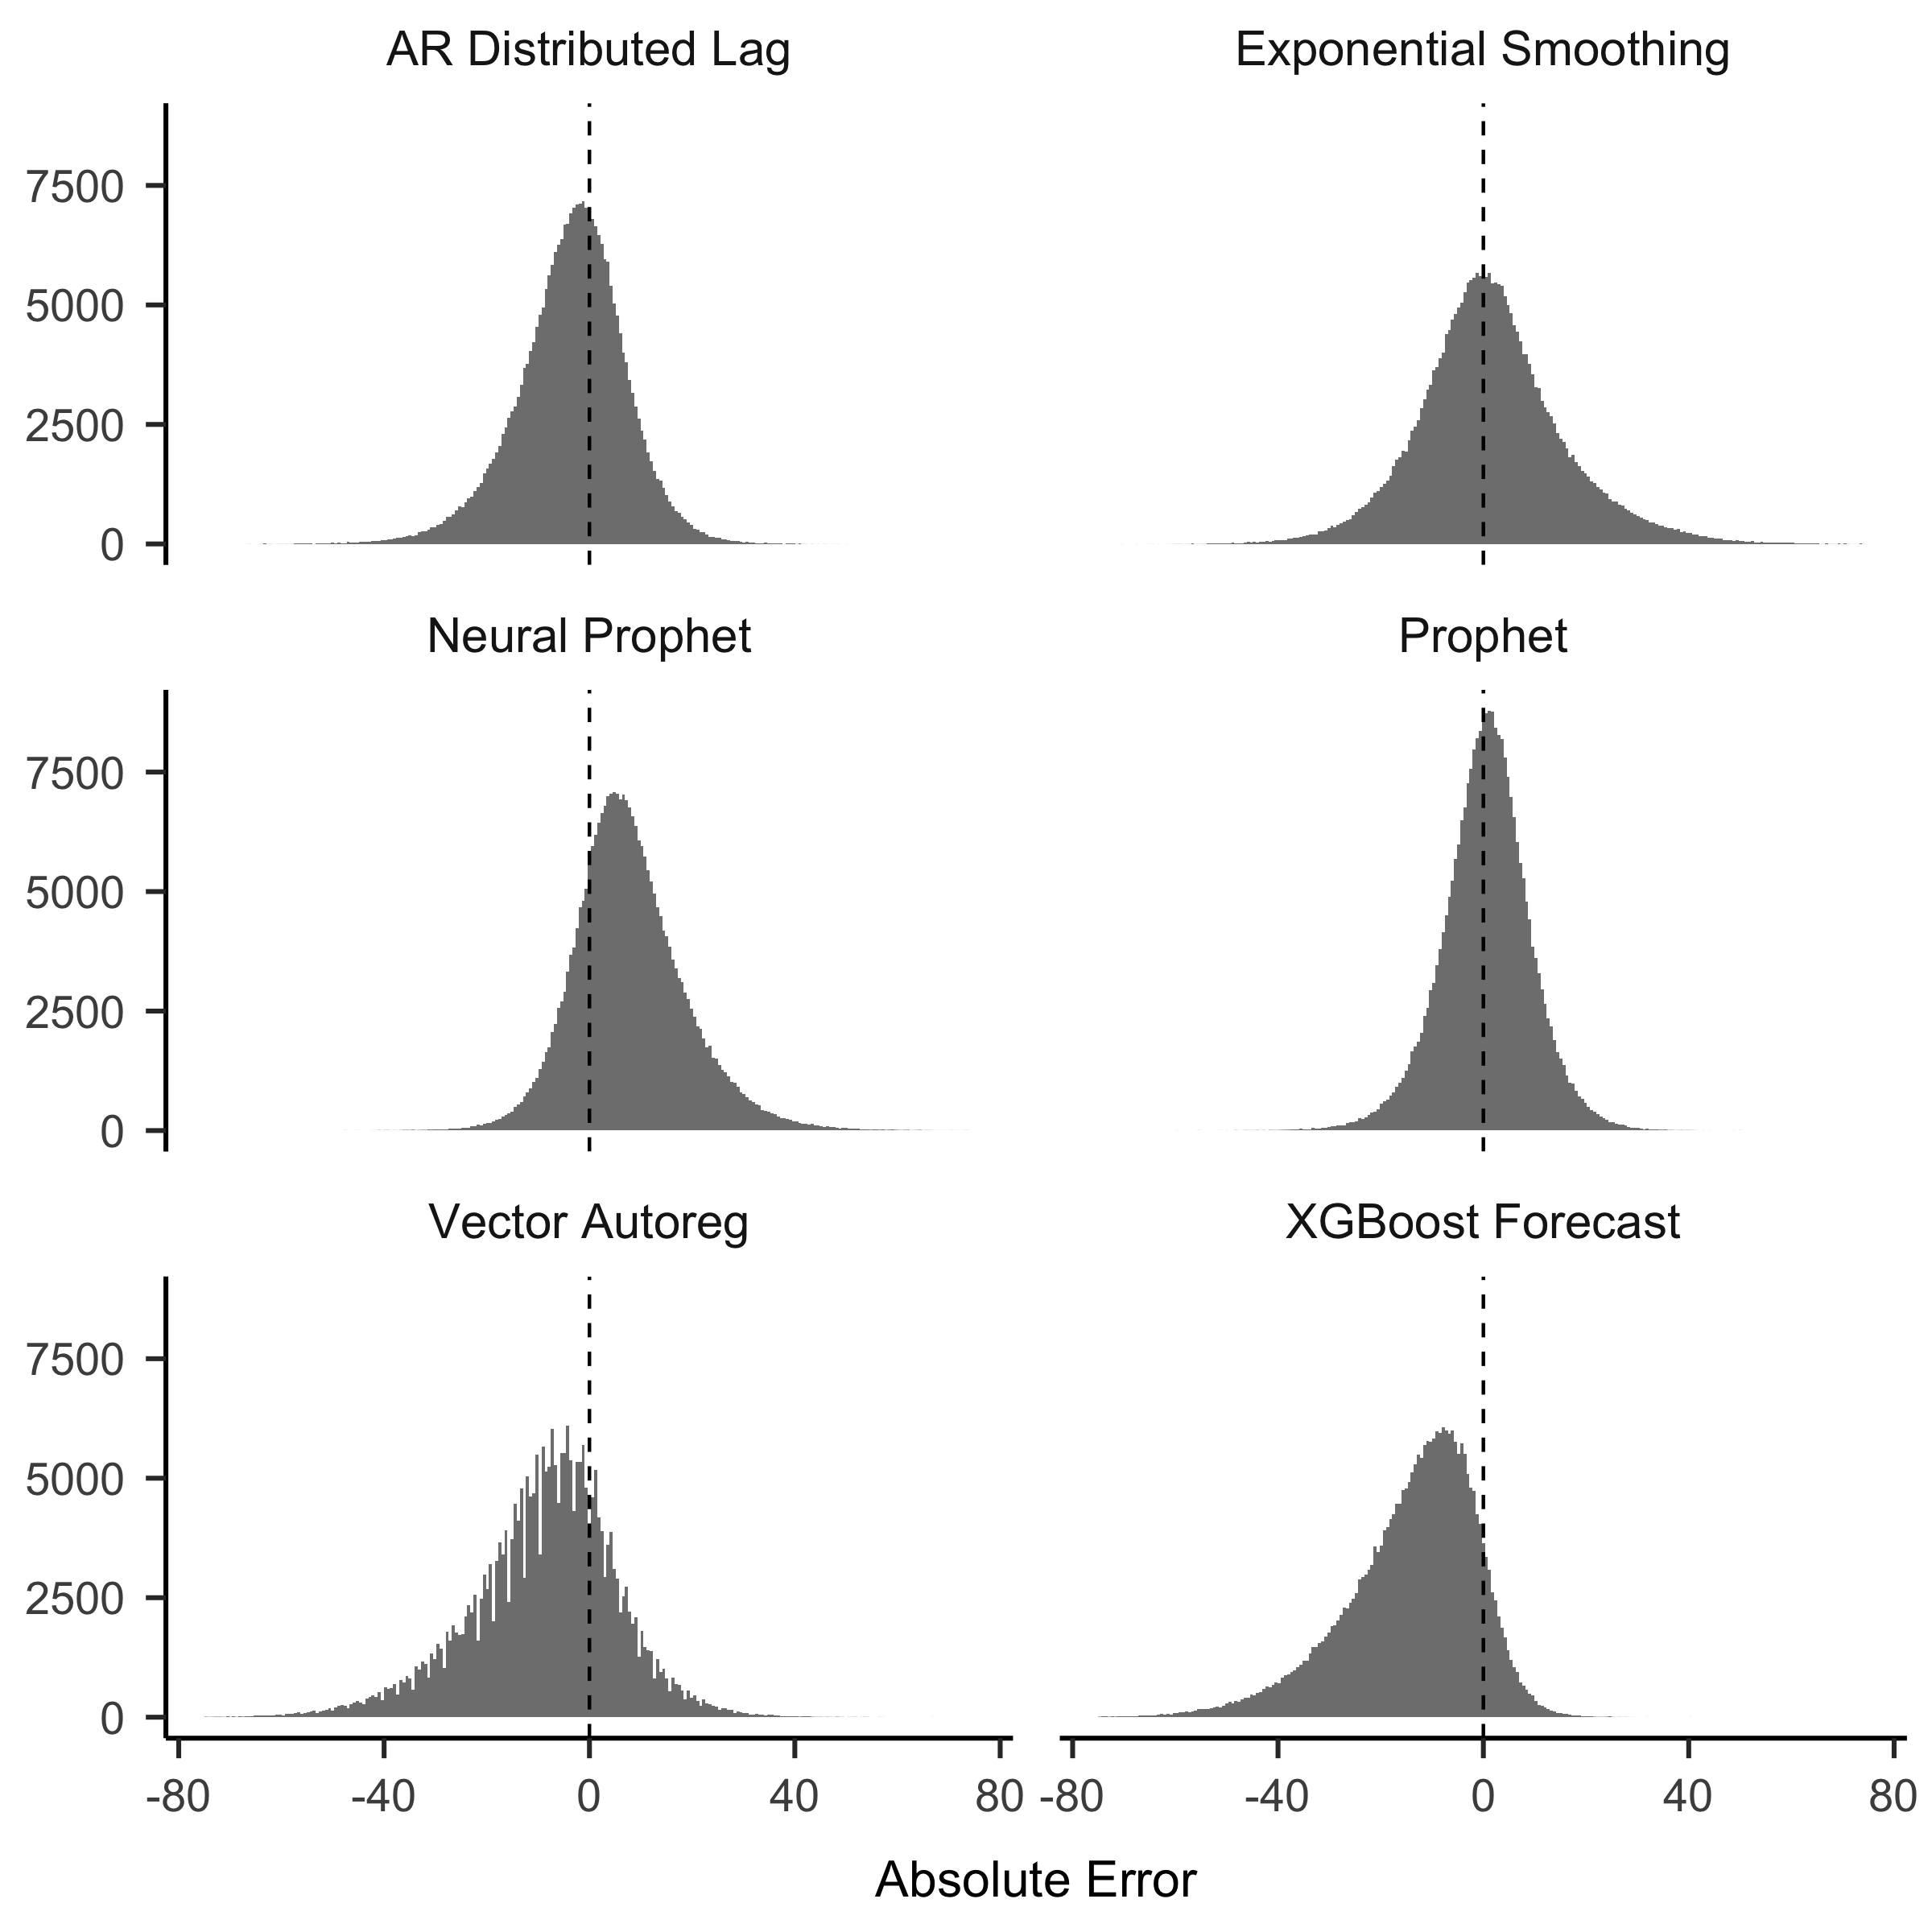 AR Distributed Lag Exponential Smoothing
7500
5000
2500
0
Neural Prophet Prophet
7500
5000
2500
0
Vector Autoreg XGBoost Forecast
7500
5000
2500
0
-80 -40 0 40 80 -80 -40 0 40 80
Absolute Error